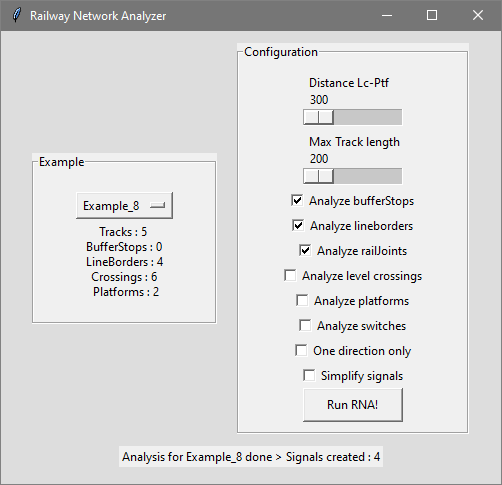 Railway Network Analyzer
Example
Example_8
Tracks : 5
BufferStops : 0
LineBorders : 4
Crossings : 6
Platforms : 2
Configuration
Distance Lc-Ptf
300
Max Track length
200
Analyze bufferStops
Analyze lineborders
Analyze railJoints
Analyze level crossings
Analyze platforms
Analyze switches
One direction only
Simplify signals
Run RNA!
Analysis for Example_8 done > Signals created : 4